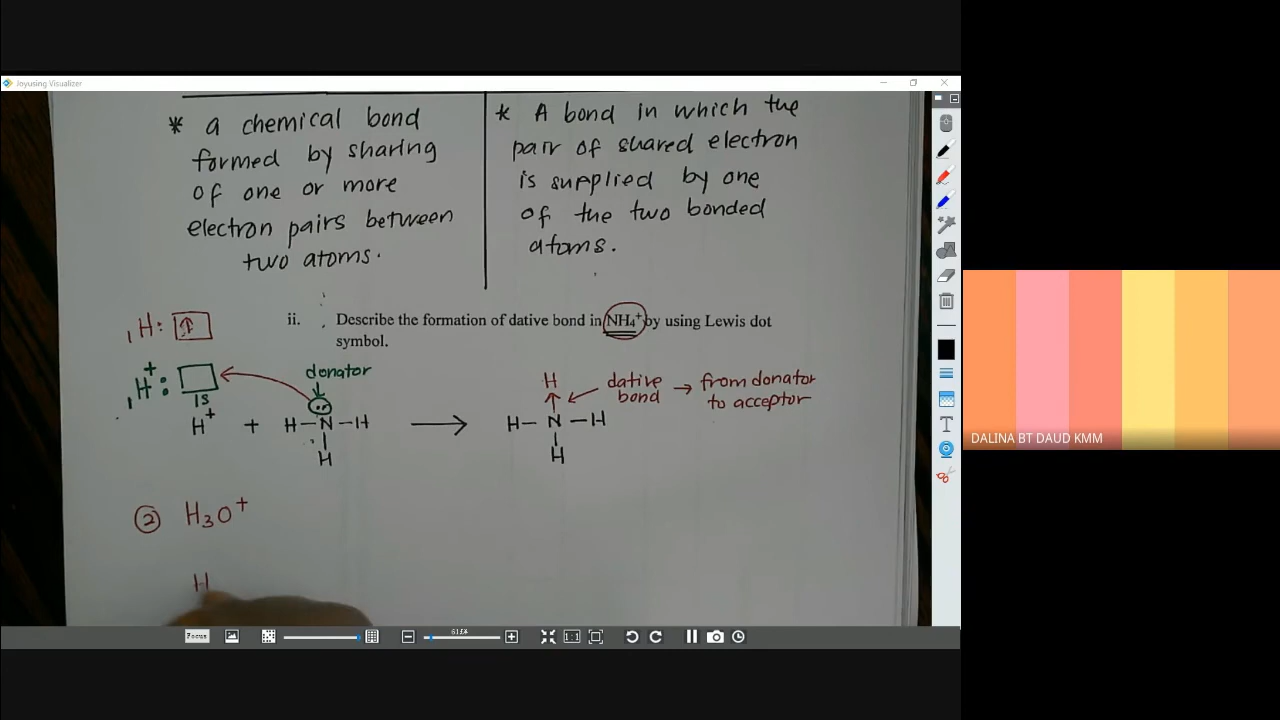 Joyusing Visualizer
* a chemical bond
formed by sharing
of one or more
electron pairs between
two atoms.
* A bond in which the
pair of shared electron
is supplied by one
of the two bonded
atoms.
₁H: ↑
ii. Describe the formation of dative bond in NH₄⁺ by using Lewis dot
symbol.
₁H⁺:
1s
donator
H⁺ + H–N–H
H
→
H
dative
bond → from donator
to acceptor
H–N–H
H
② H₃O⁺
H
Focus
1:1
T
DALINA BT DAUD KMM